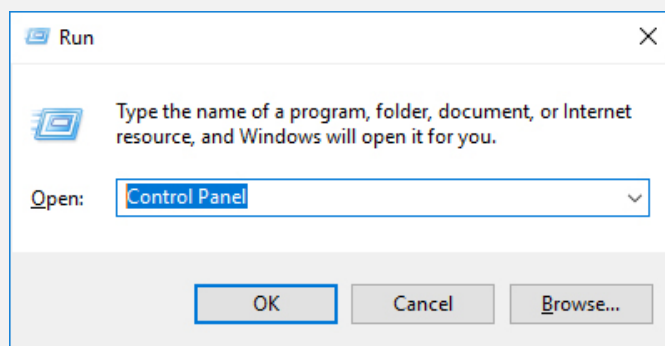 Run
Type the name of a program, folder, document, or Internet
resource, and Windows will open it for you.
Open: Control Panel
OK Cancel Browse...